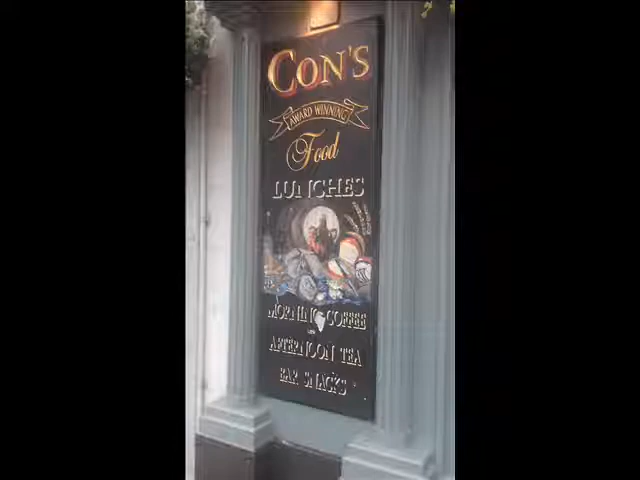 CON'S
AWARD WINNING
Food
LUNCHES
MORNING COFFEE
AFTERNOON TEA
BAR SNACKS